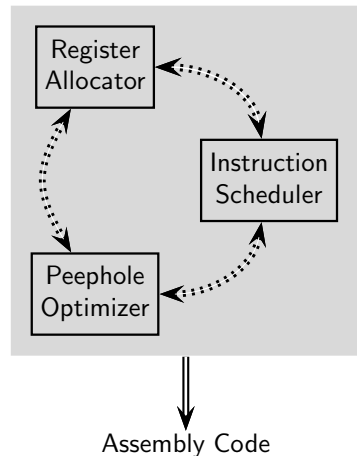 Register
Allocator
Instruction
Scheduler
Peephole
Optimizer
Assembly Code